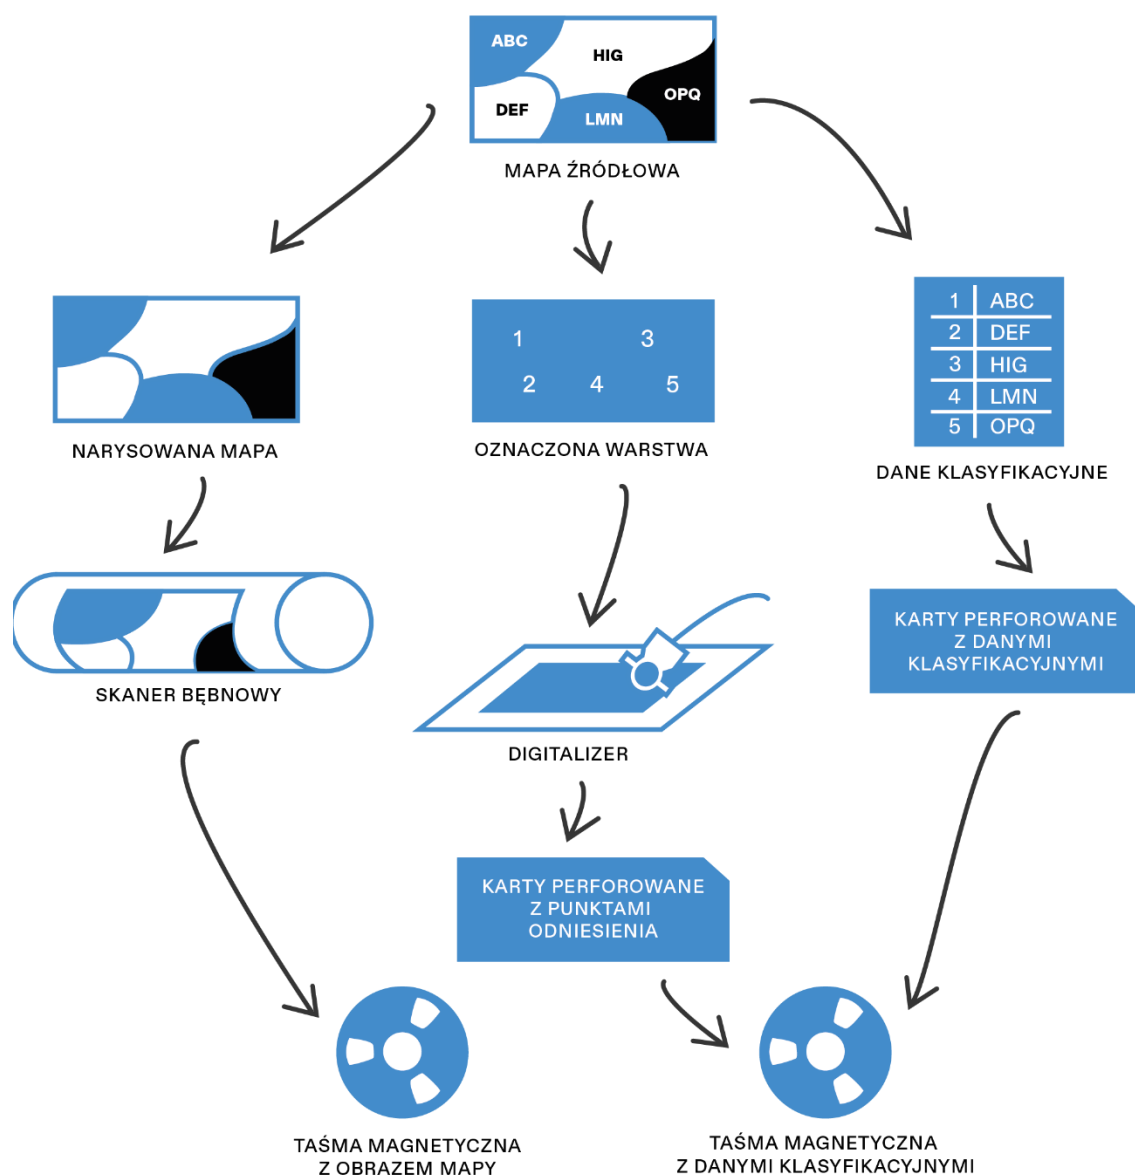 ABC
HIG
DEF
LMN
OPQ
MAPA ŹRÓDŁOWA
NARYSOWANA MAPA
1
3
2
4
5
OZNACZONA WARSTWA
1 ABC
2 DEF
3 HIG
4 LMN
5 OPQ
DANE KLASYFIKACYJNE
SKANER BĘBNOWY
DIGITALIZER
KARTY PERFOROWANE
Z DANYMI
KLASYFIKACYJNYMI
KARTY PERFOROWANE
Z PUNKTAMI
ODNIESIENIA
TAŚMA MAGNETYCZNA
Z OBRAZEM MAPY
TAŚMA MAGNETYCZNA
Z DANYMI KLASYFIKACYJNYMI